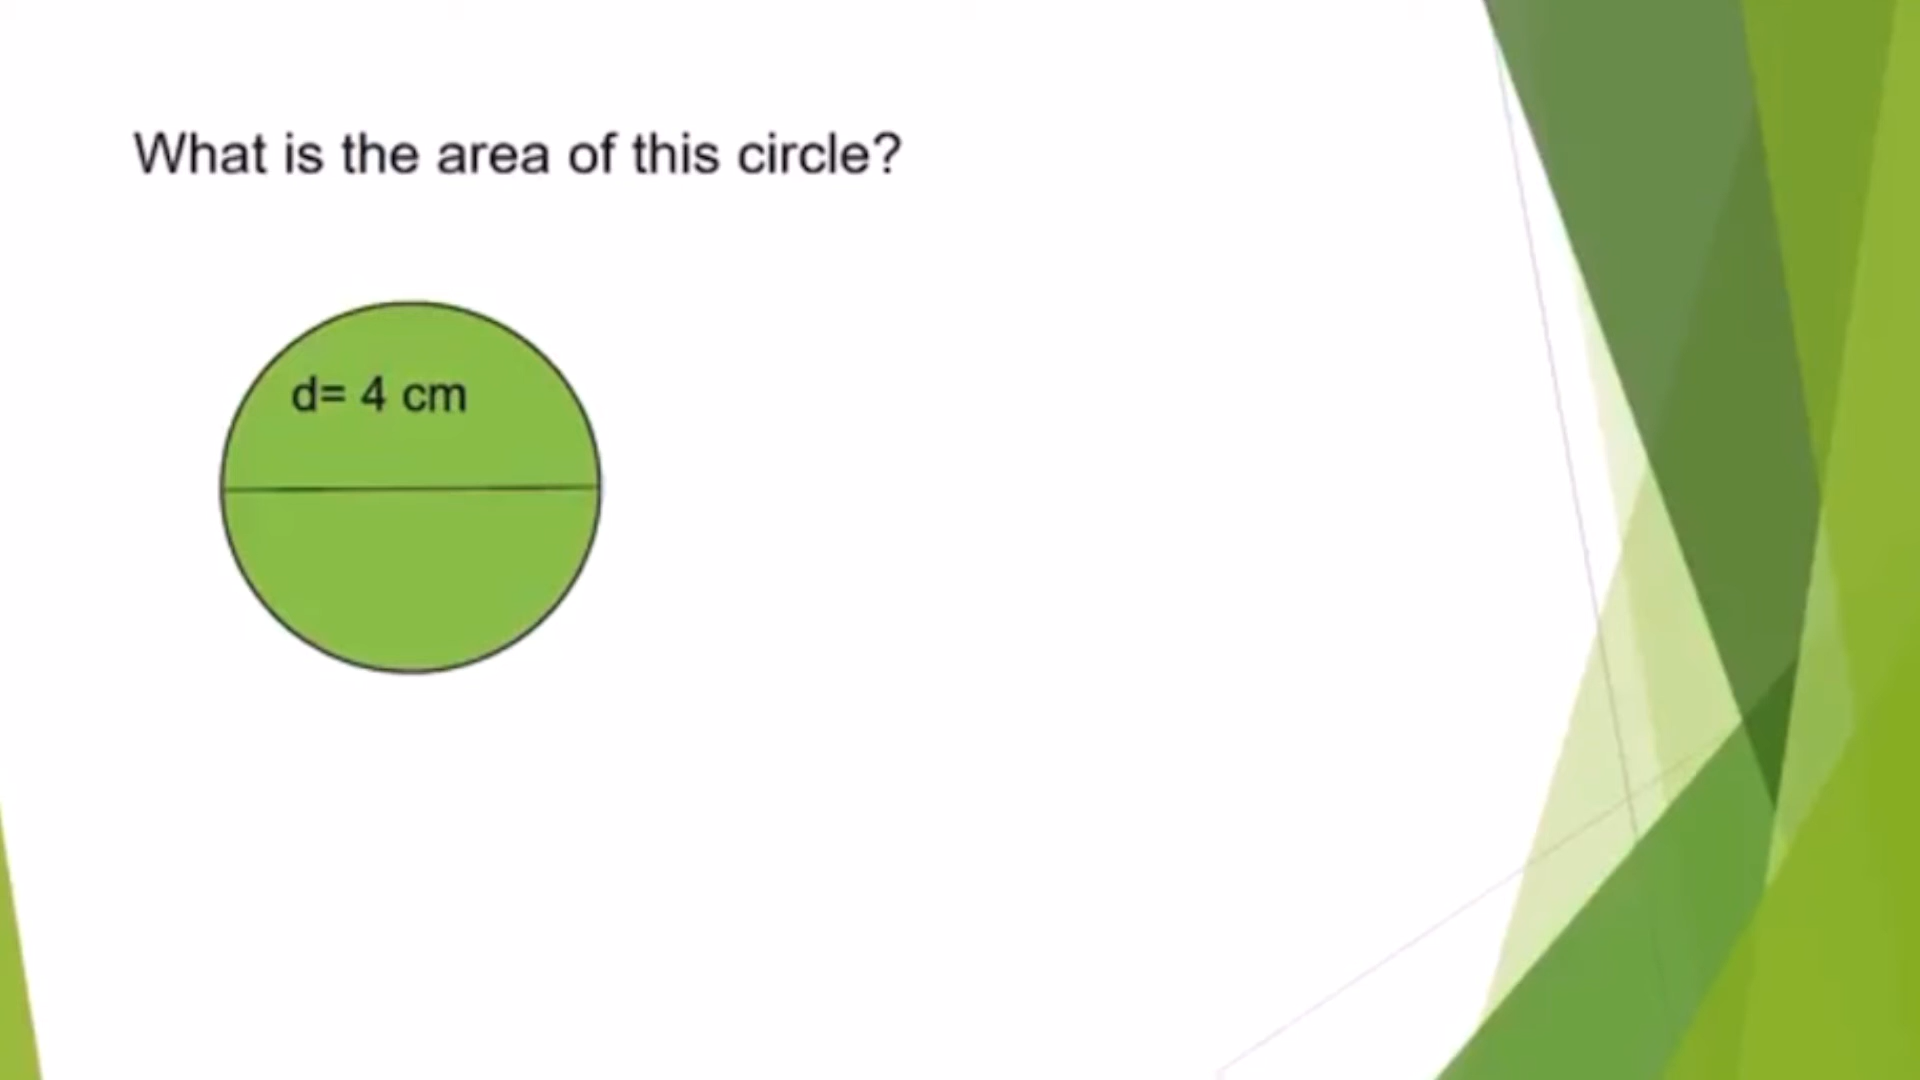 What is the area of this circle?
d= 4 cm